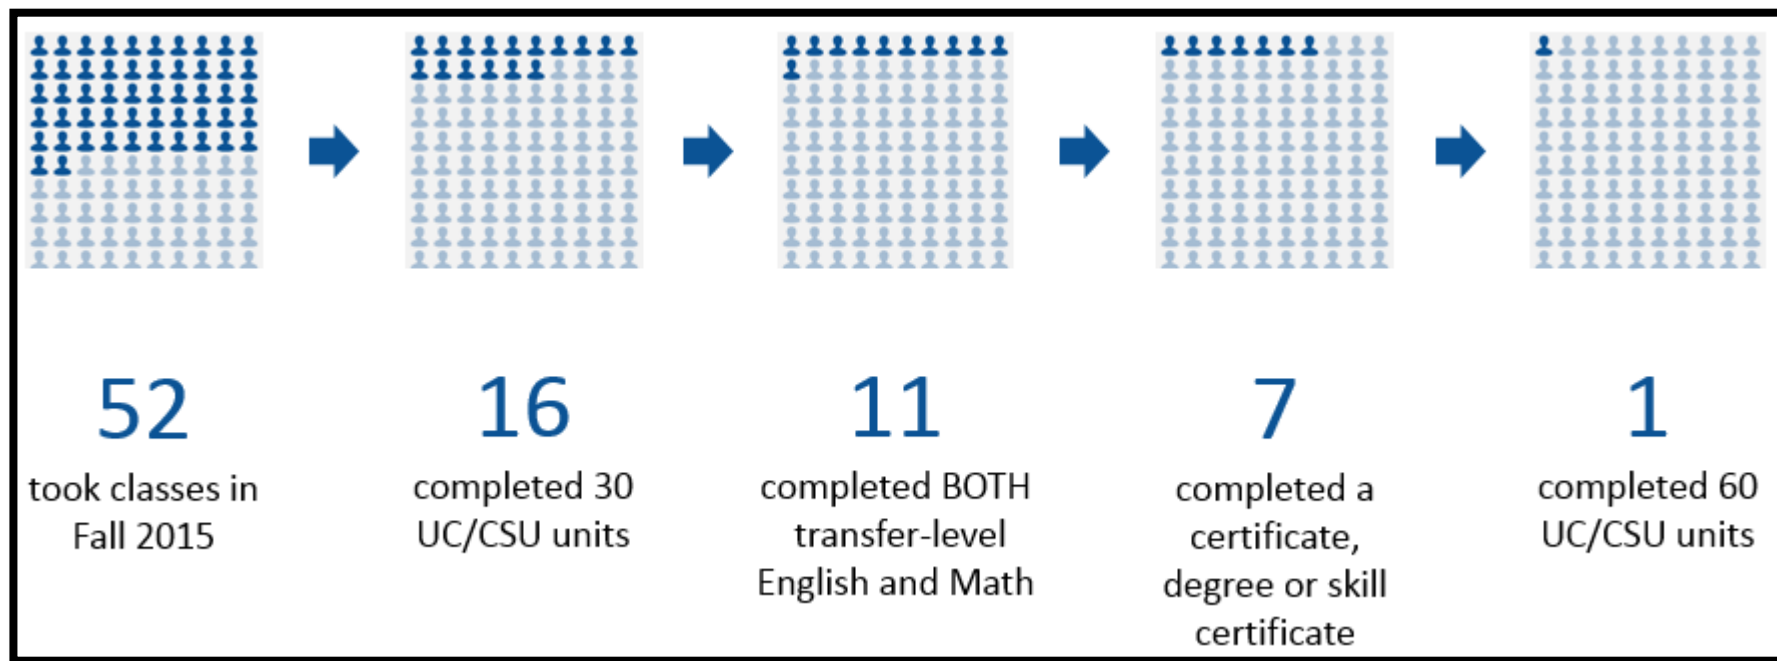 52
took classes in
Fall 2015
16
completed 30
UC/CSU units
11
completed BOTH
transfer-level
English and Math
7
completed a
certificate,
degree or skill
certificate
1
completed 60
UC/CSU units